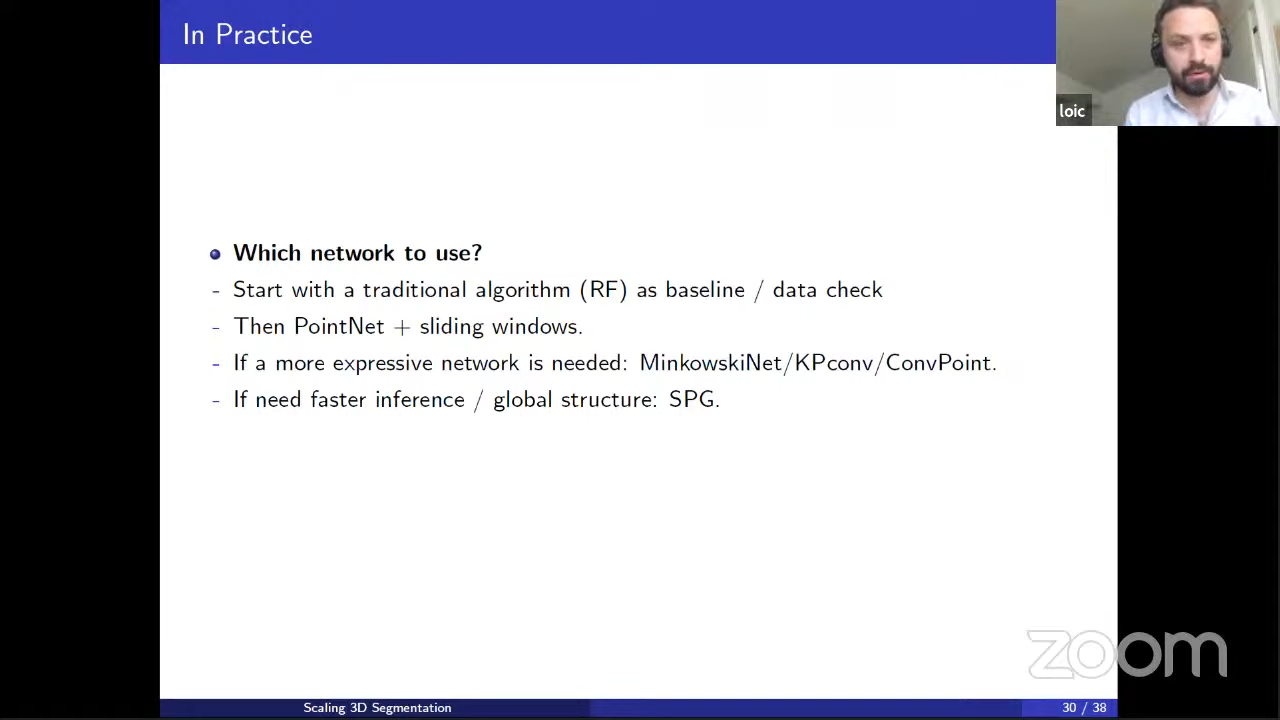 In Practice
loic
Which network to use?
- Start with a traditional algorithm (RF) as baseline / data check
- Then PointNet + sliding windows.
- If a more expressive network is needed: MinkowskiNet/KPconv/ConvPoint.
- If need faster inference / global structure: SPG.
zoom
Scaling 3D Segmentation
30 / 38